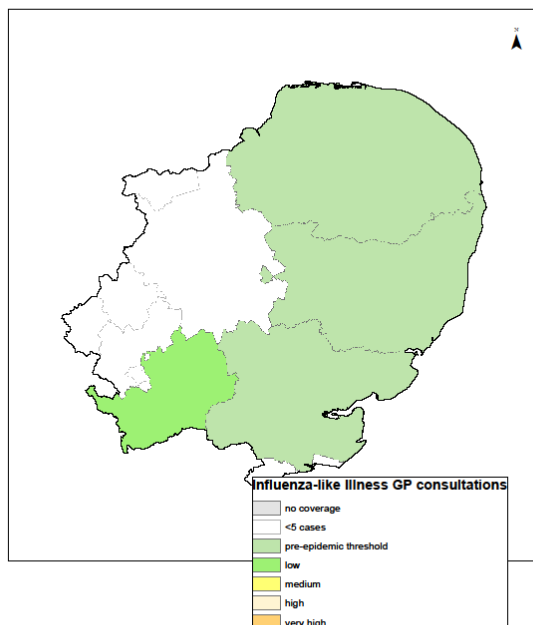 N
Influenza-like Illness GP consultations
no coverage
<5 cases
pre-epidemic threshold
low
medium
high
very high